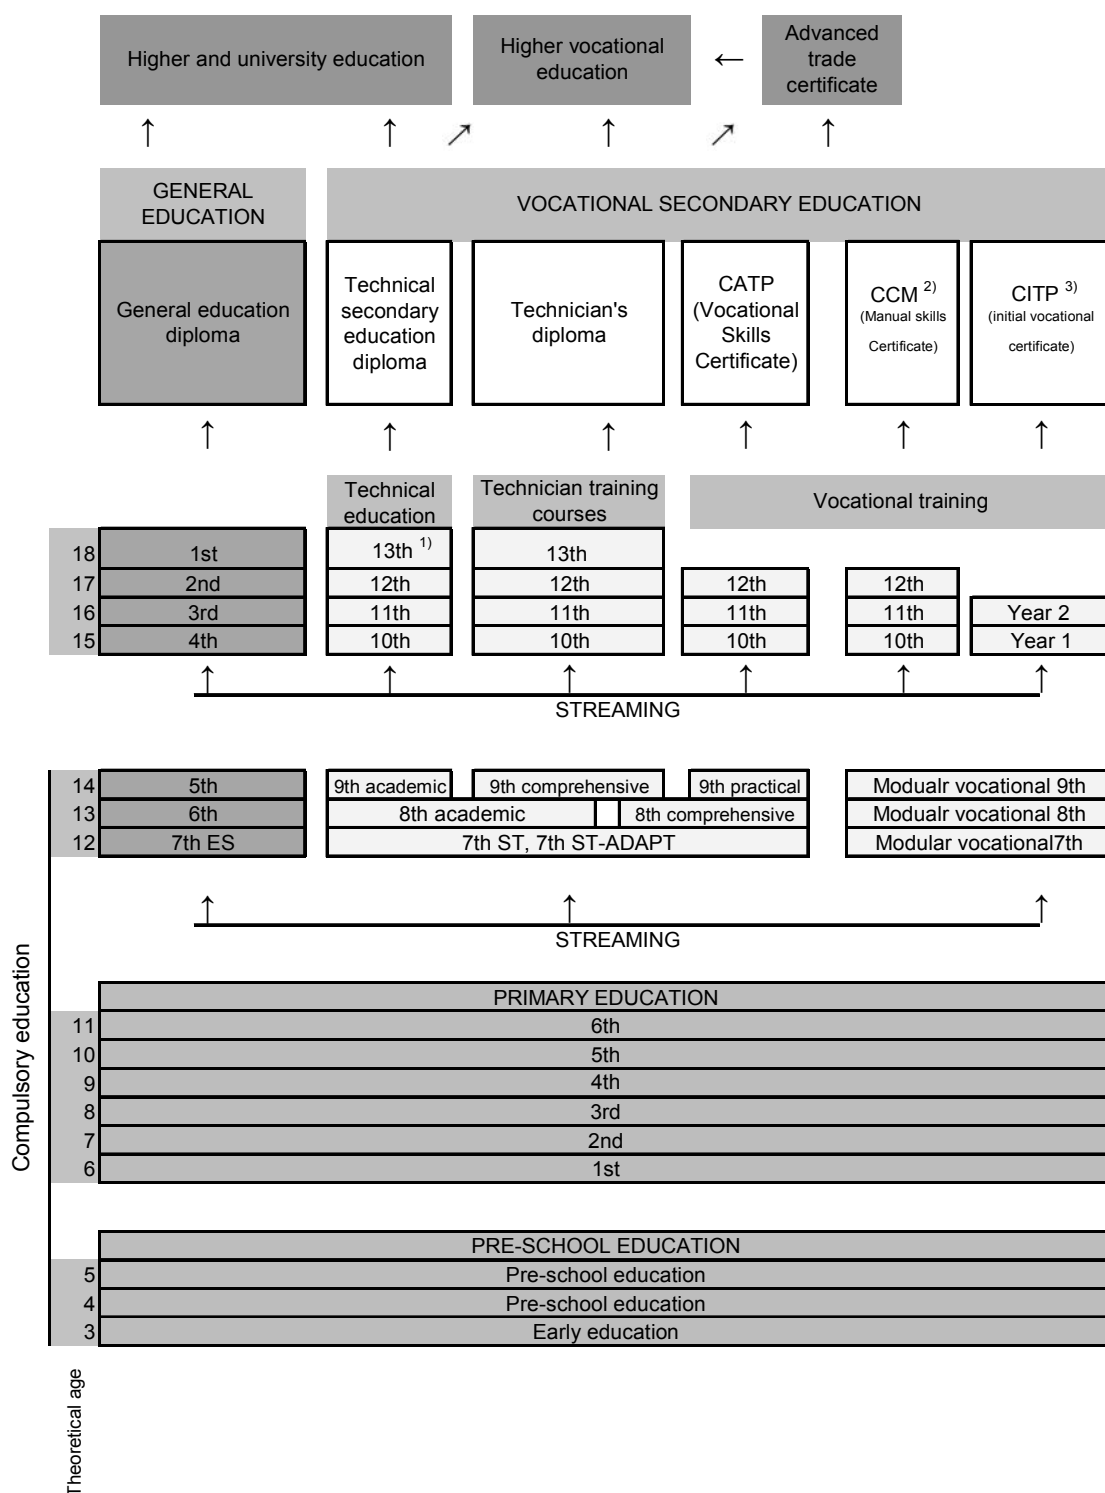 Higher and university education
Higher vocational
education
←
Advanced
trade
certificate
↑ ↑ ↗ ↑ ↗ ↑
GENERAL
EDUCATION
VOCATIONAL SECONDARY EDUCATION
General education
diploma
Technical
secondary
education
diploma
Technician's
diploma
CATP
(Vocational
Skills
Certificate)
CCM 2)
(Manual skills
Certificate)
CITP 3)
(initial vocational
certificate)
↑ ↑ ↑ ↑ ↑ ↑
Technical
education
Technician training
courses
Vocational training
18 1st 13th 1) 13th
17 2nd 12th 12th 12th 12th
16 3rd 11th 11th 11th 11th Year 2
15 4th 10th 10th 10th 10th Year 1
↑ ↑ ↑ ↑ ↑ ↑
STREAMING
14 5th 9th academic 9th comprehensive 9th practical Modualr vocational 9th
13 6th 8th academic 8th comprehensive Modualr vocational 8th
12 7th ES 7th ST, 7th ST-ADAPT Modular vocational7th
↑ ↑ ↑
STREAMING
Compulsory education
PRIMARY EDUCATION
11 6th
10 5th
9 4th
8 3rd
7 2nd
6 1st
PRE-SCHOOL EDUCATION
5 Pre-school education
4 Pre-school education
3 Early education
Theoretical age